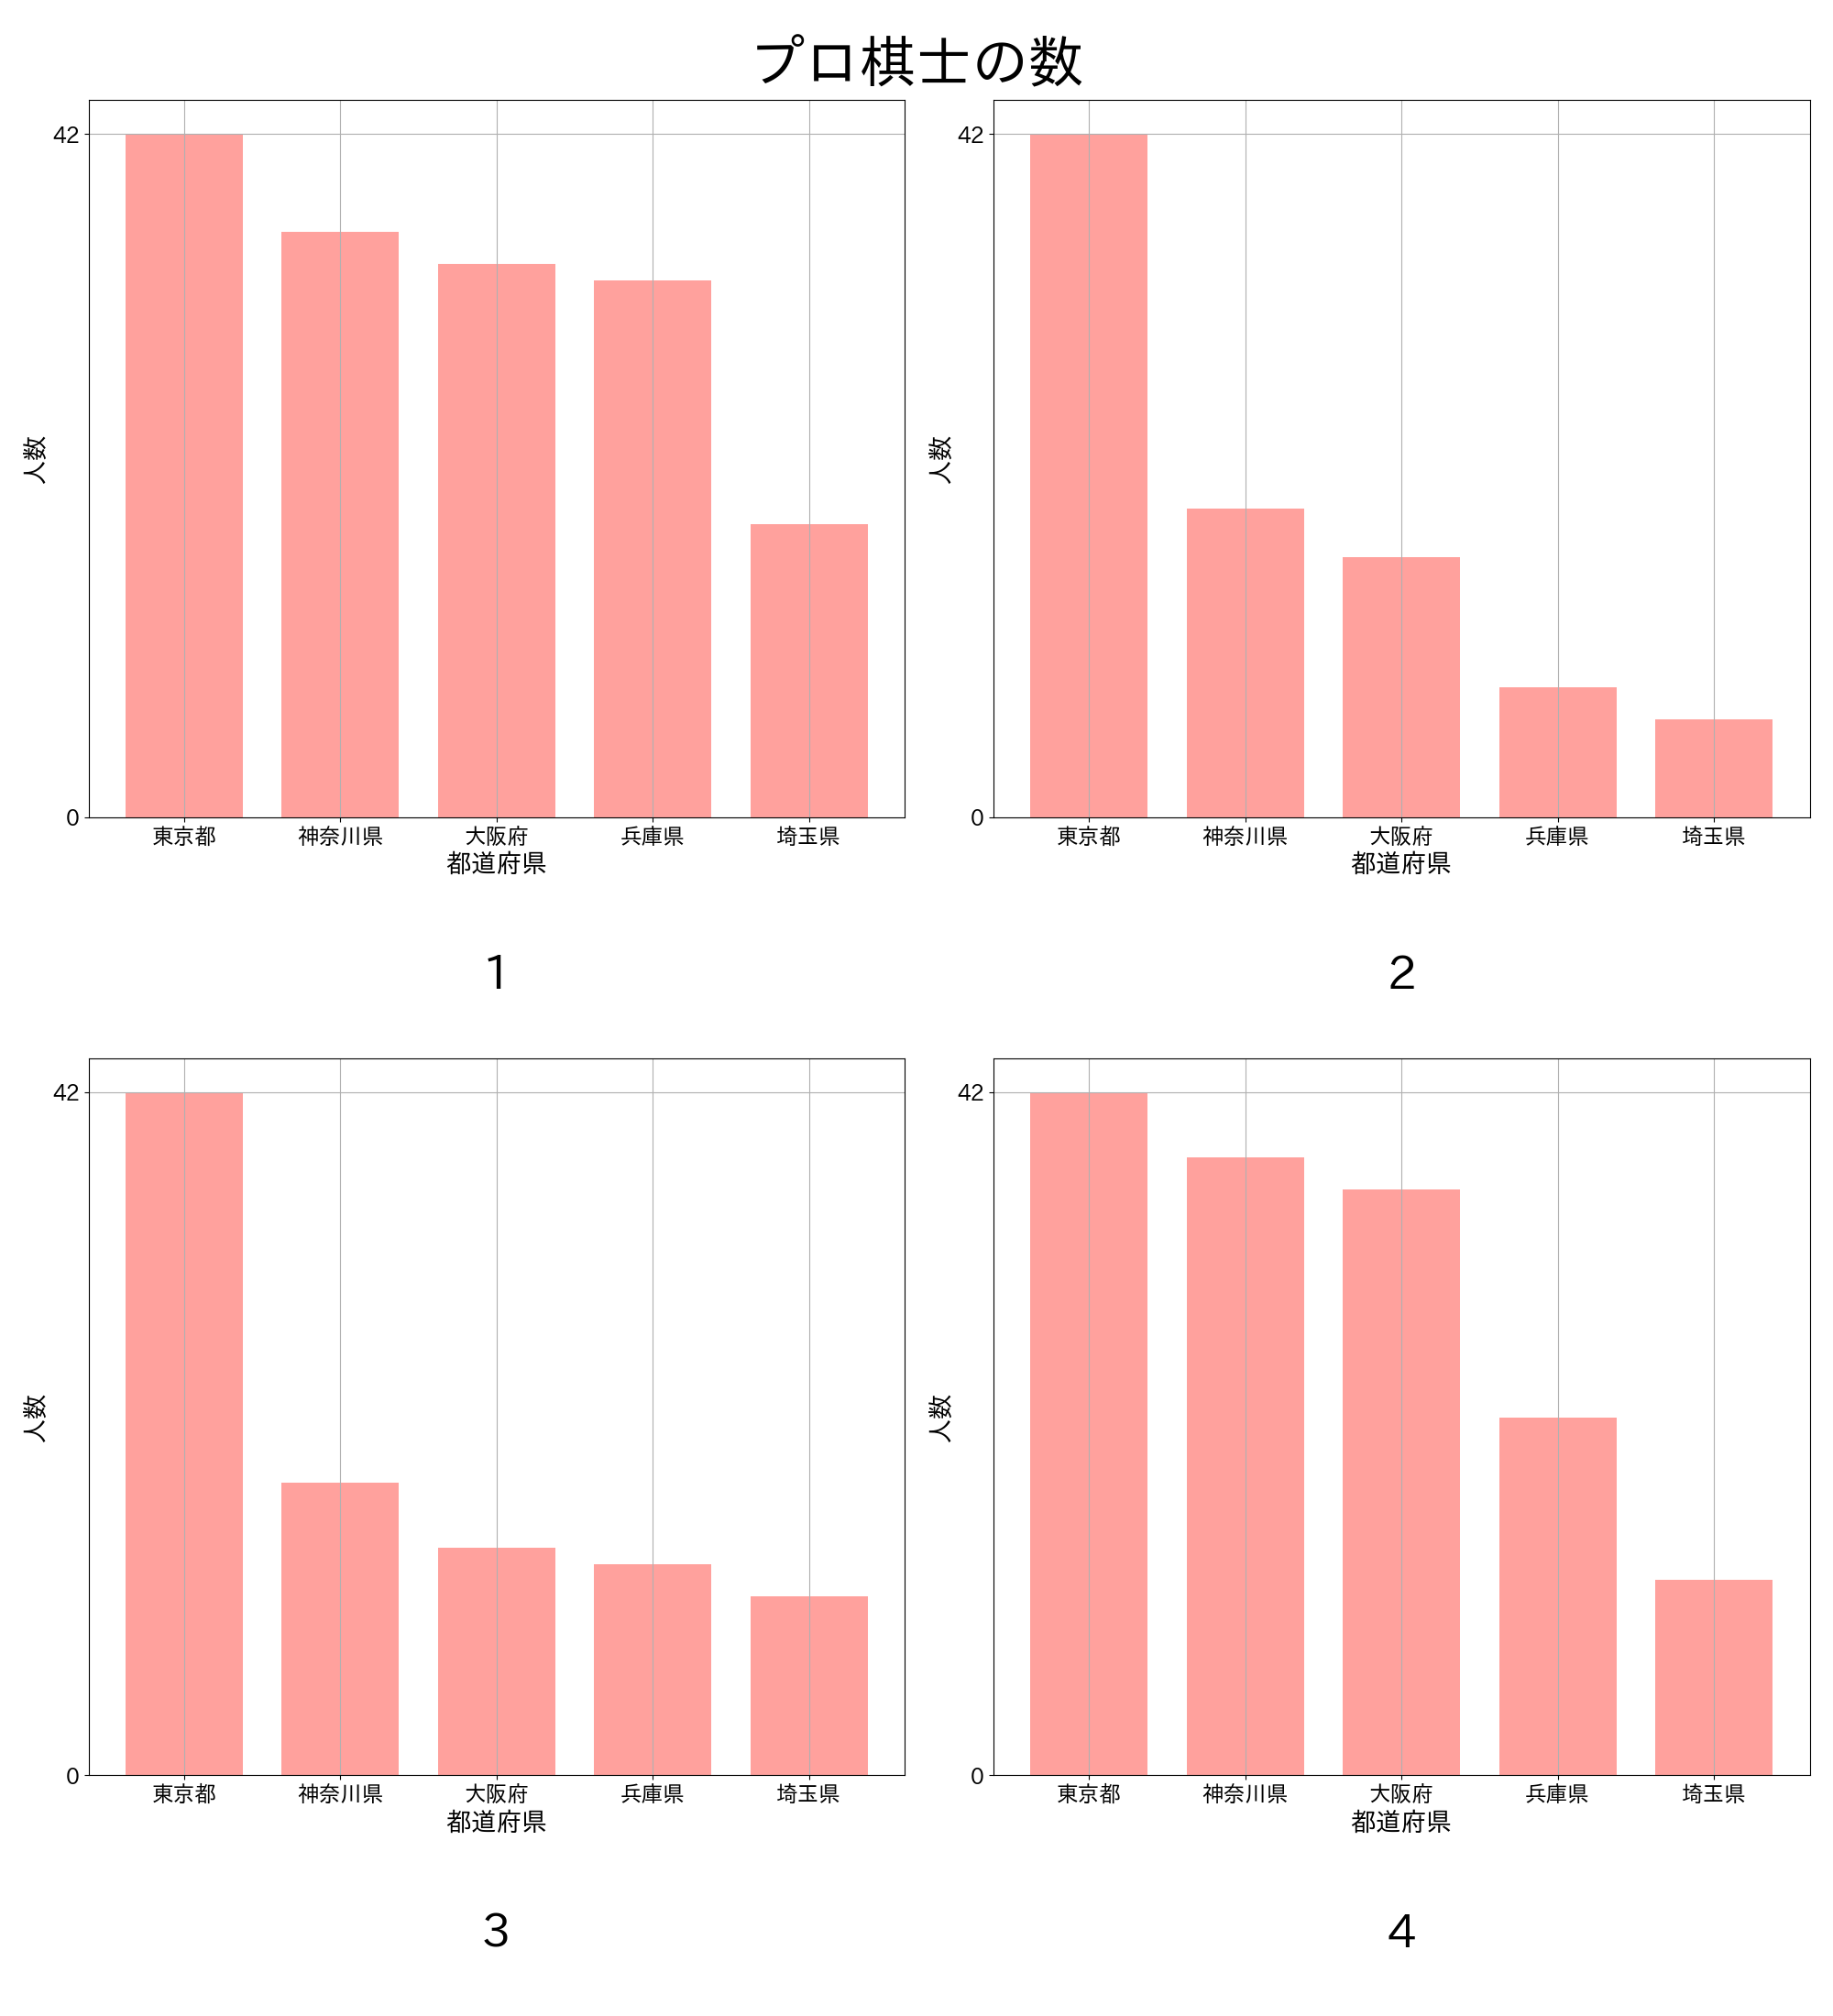 プロ棋士の数
42
0
人数
東京都 神奈川県 大阪府 兵庫県 埼玉県
都道府県
1
42
0
人数
東京都 神奈川県 大阪府 兵庫県 埼玉県
都道府県
2
42
0
人数
東京都 神奈川県 大阪府 兵庫県 埼玉県
都道府県
3
42
0
人数
東京都 神奈川県 大阪府 兵庫県 埼玉県
都道府県
4